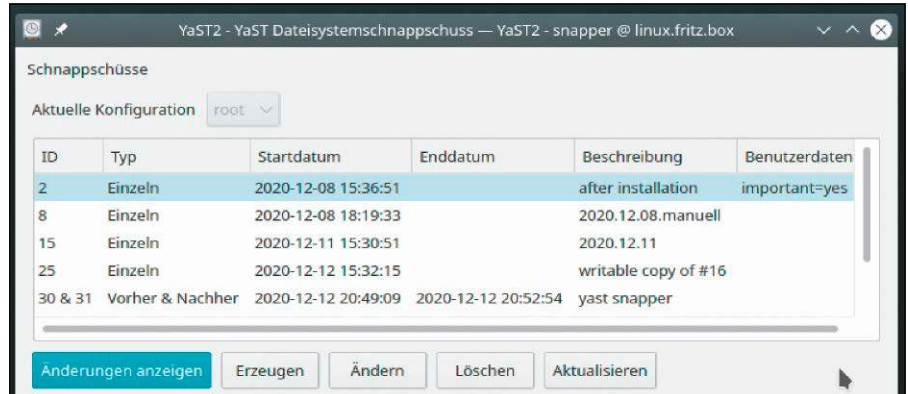 YaST2 - YaST Dateisystemschnappschuss — YaST2 - snapper @ linux.fritz.box
Schnappschüsse
Aktuelle Konfiguration root
ID Typ Startdatum Enddatum Beschreibung Benutzerdaten
2 Einzeln 2020-12-08 15:36:51 after installation important=yes
8 Einzeln 2020-12-08 18:19:33 2020.12.08.manuell
15 Einzeln 2020-12-11 15:30:51 2020.12.11
25 Einzeln 2020-12-12 15:32:15 writable copy of #16
30 & 31 Vorher & Nachher 2020-12-12 20:49:09 2020-12-12 20:52:54 yast snapper
Änderungen anzeigen Erzeugen Ändern Löschen Aktualisieren